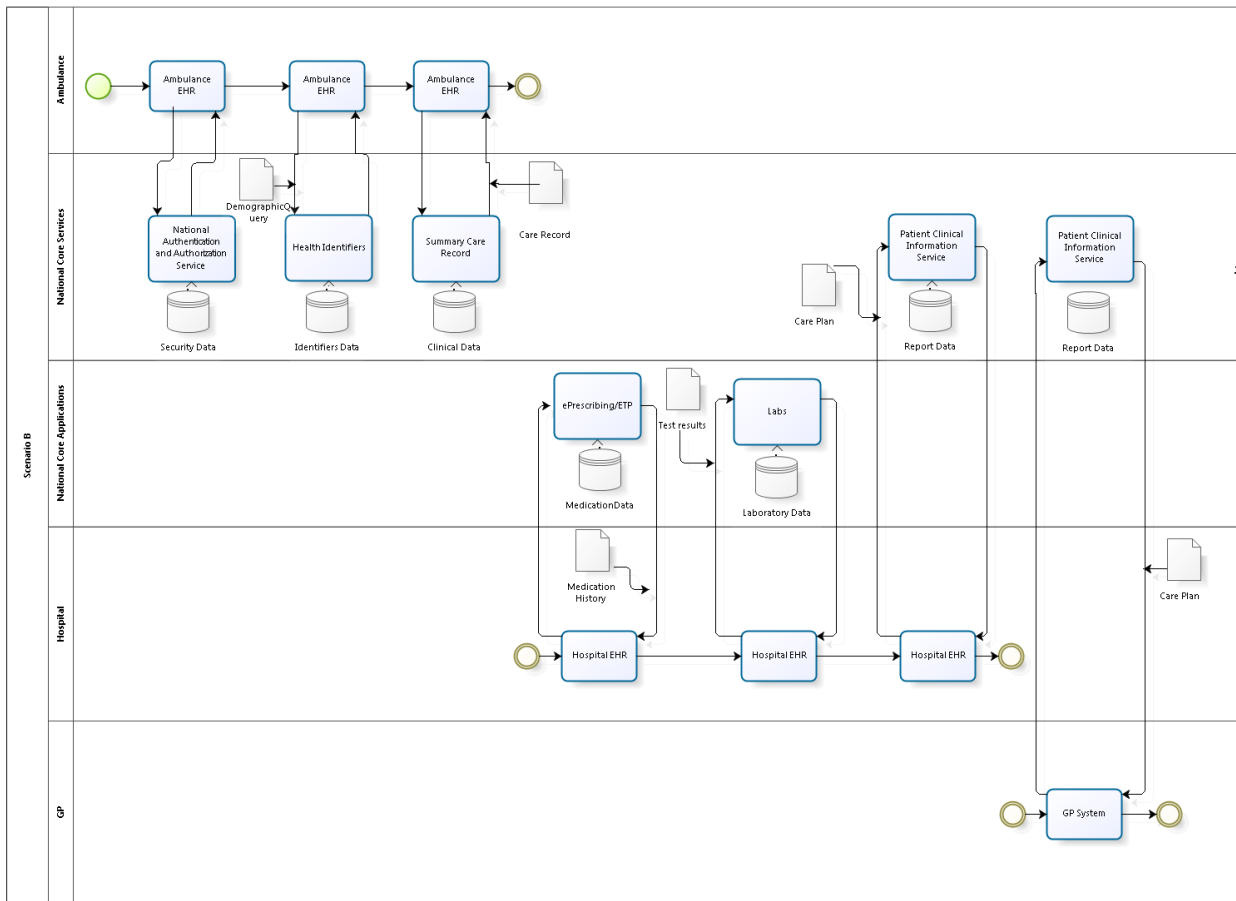 Scenario B
Ambulance
Ambulance
EHR
Ambulance
EHR
Ambulance
EHR
National Core Services
DemographicQ
uery
Care Record
National
Authentication
and Authorization
Service
Health Identifiers
Summary Care
Record
Patient Clinical
Information
Service
Patient Clinical
Information
Service
Care Plan
Security Data
Identifiers Data
Clinical Data
Report Data
Report Data
National Core Applications
ePrescribing/ETP
Test results
Labs
MedicationData
Laboratory Data
Hospital
Medication
History
Care Plan
Hospital EHR
Hospital EHR
Hospital EHR
GP
GP System